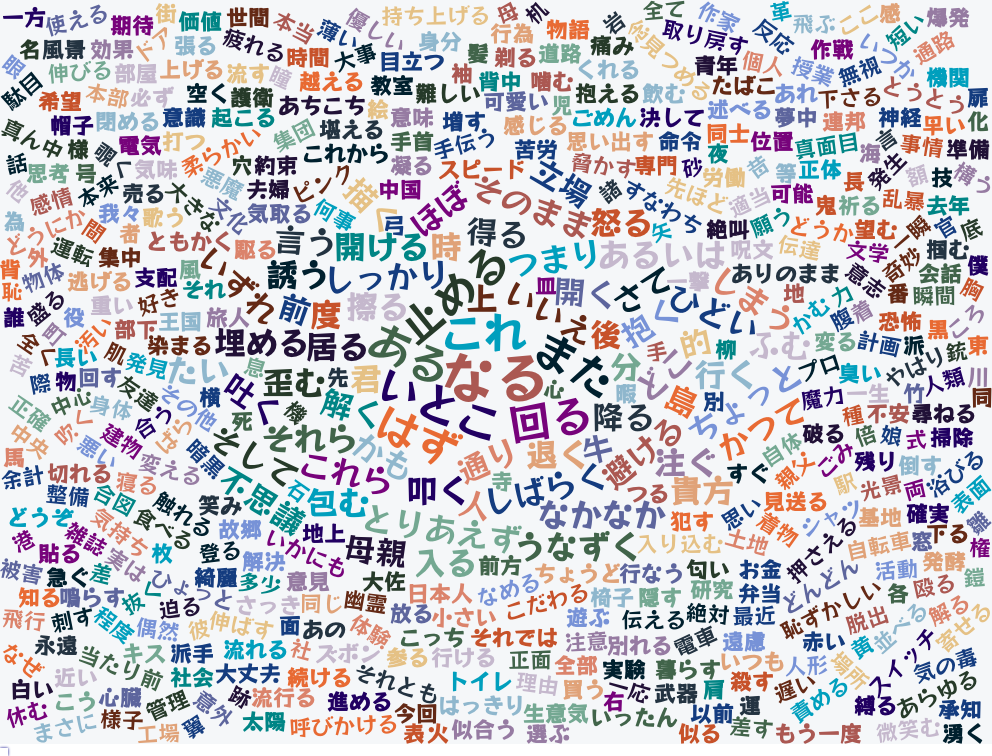 一方 使える 期待 街 価値 世間 本当 薄い 優しい 持ち上げる 母 机 岩 全て 作家 革 飛ぶ ここ 感 短い 爆発
名 風景 効果 ドア 張る 疲れる 時間 大事 目立つ 身分 行為 物語 髪 剃る 道路 痛み 見つめる 取り戻す 反応 作戦 いつか 通路
眼 伸びる 部屋 上げる 流す 瞳 越える 教室 袖 背中 噛む くれる 青年 個人 授業 無視 言う 機関
駄目 希望 本部 必ず 空く 護衛 あちこち 絵 難しい 可愛い 児 抱える 飲む たばこ あれ 下さる とうとう 扉
帽子 閉める 電気 意識 起こる 堪える 意味 増す 感じる ごめん 決して 述べる 夢中 連邦 神経 平い 化
真ん中 様 覗く 打つ 柔らかい 集団 これから 手首 手伝う 苦労 思い出す 命令 同士 夜 位置 真面目 海 発生 言 事情 準備
話 思考 号 気味 穴 約束 凝る スピード 立場 脅かす 専門 砂 労働 昔 等 正体 長 弱 技 構う
他 感情 本来 売る 大きな 悪魔 夫婦 ピンク 描く 中国 ほぼ そのまま 諸 すなわち 先ほど 適当 可能 鬼 祈る 乱暴 去年
為 どうにか 間 我々 者 歌う 文化 気取る 何事 弓 得る 怒る 矢 絶叫 願う どうか 望む 一瞬 官 底
外 運転 集中 ともかく 駆る 言う 開ける 時 つまり あるいは 呪文 伝達 文学 奇妙 掴む 僕
背 恥 物体 逃げる 支配 風 それ いずれ 誘う しっかり める 上 いいえ 皿 開く さて 一撃 ありのまま 意志 番 会話 瞬間 胸
誰 盛る 役 重い 好き 王国 旅人 前 度 擦る 止める これ 後 抱く ひどい しまう 地 かむ 力 腹 着 恐怖 黒 ころ
全く 町 汚い 部下 染まる 埋める 居る ある また 手 分 的 柳 ふむ 変る 計画 派 やはり 銃 東
苦 際 長い 物 肌 回す 発見 たい 息 歪む 先 君 いと なる 心 暇 どし 行く ちょっと プロ 臭い 一生 竹 人類 川 同
正確 中心 身体 友達 合う その他 横 吐く 機 解く はず とこ 回る 降る 島 別 かつて 魔力 種 不安 尋ねる
中央 吹く 悪い 建物 変える せい 暗黒 死 そして それら かも 通り 退く 牛 避ける 注ぐ すぐ 自体 破る 倍 娘 式 掃除
馬 余計 切れる 寝る 不思議 石 これら 包む 叩く 人 寺 しばらく つる 貴方 親父 ごみ 残り 倒す 浴びる
整備 合図 触れる 笑み とりあえず なかなか 犯す 思い 見送る 駅 光景 両 表面
どうぞ 雑誌 気持ち 食べる 故郷 地上 母親 入る うなずく 入り込む 土地 着物 シャツ 押さえる 基地 確実 離
港 貼る 実は 枚 登る 解決 いかにも 前方 自転車 窓 下る 権
被害 急ぐ 差 ひょっと 綺麗 多少 意見 大佐 ちょうど 行なう 匂い お金 どんどん 活動 発酵 鎧
知る 鳴らす 抜く 迫る さっき 同じ 幽霊 日本人 なめる こだわる 椅子 隠す 研究 弁当 恥ずかしい 各 殴る
飛行 刺す 程度 偶然 彼 伸ばす 面 あの 体験 放る 小さい 遊ぶ 伝える 絶対 最近 脱出 解る
なぜ 永遠 当たり前 キス 派手 流れる 社 ズボン こっち それでは 注意 別れる 電車 遠慮 赤い 黄 並べる 寄せる
白い 近い 心臓 社会 大丈夫 続ける 参る 行ける 正面 全部 実験 暮らす いつも 人形 スイッチ 気の毒
休む こう 様子 管理 意外 跡 流行る 進める それとも トイレ 理由 買う 右 一応 武器 肩 殺す 遅い 縛る あらゆる
まさに 工場 翼 太陽 呼びかける 今回 はっきり 生意気 いったん 以前 運 責める 承知
表 火 似合う 選ぶ 似る 差す もう一度 微笑む 湧く